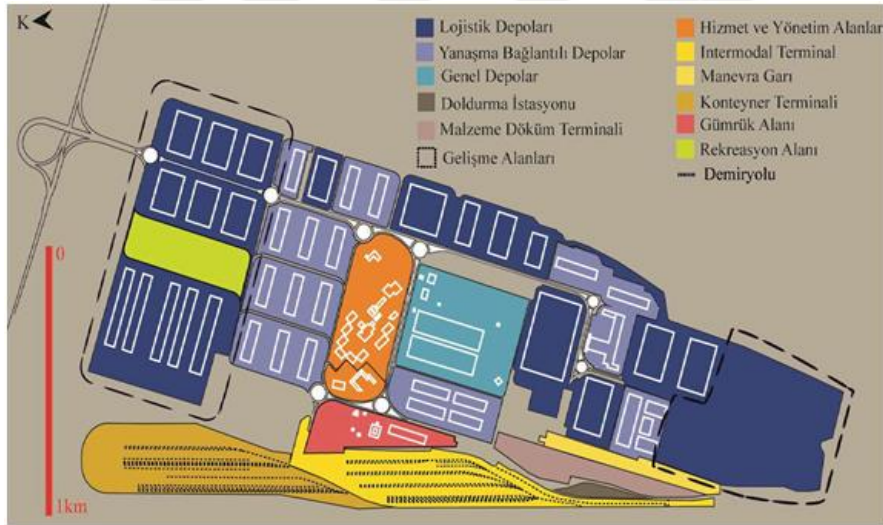 K
Lojistik Depoları
Yanaşma Bağlantılı Depolar
Genel Depolar
Doldurma İstasyonu
Malzeme Döküm Terminali
Gelişme Alanları
Hizmet ve Yönetim Alanları
Intermodal Terminal
Manevra Garı
Konteyner Terminali
Gümrük Alanı
Rekreasyon Alanı
Demiryolu
0
1km